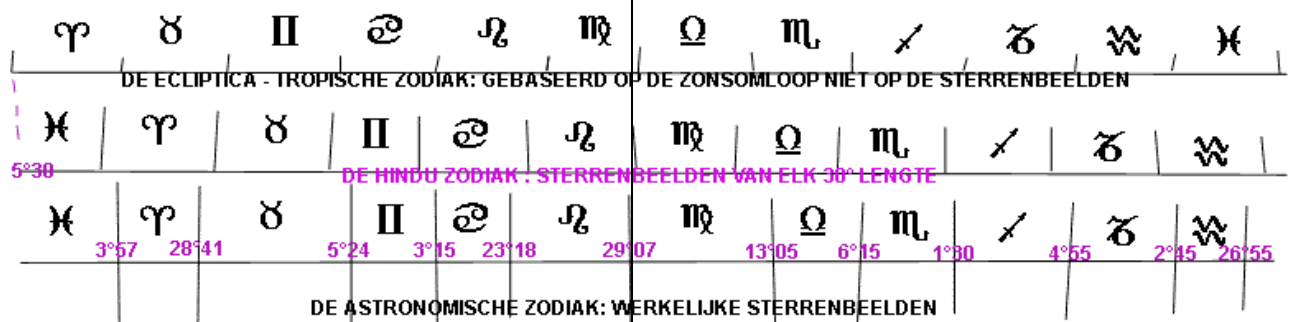 ♈ ♉ ♊ ♋ ♌ ♍ ♎ ♏ ♐ ♑ ♒ ♓
DE ECLIPTICA - TROPISCHE ZODIAK: GEBASEERD OP DE ZONSOMLOOP NIET OP DE STERRENBEELDEN
♓ ♈ ♉ ♊ ♋ ♌ ♍ ♎ ♏ ♐ ♑ ♒
5°30
DE HINDU ZODIAK : STERRENBEELDEN VAN ELK 30° LENGTE
♓ ♈ ♉ ♊ ♋ ♌ ♍ ♎ ♏ ♐ ♑ ♒
3°57 28°41 5°24 3°15 23°18 29°07 13°05 6°15 1°30 4°55 2°45 26°55
DE ASTRONOMISCHE ZODIAK: WERKELIJKE STERRENBEELDEN